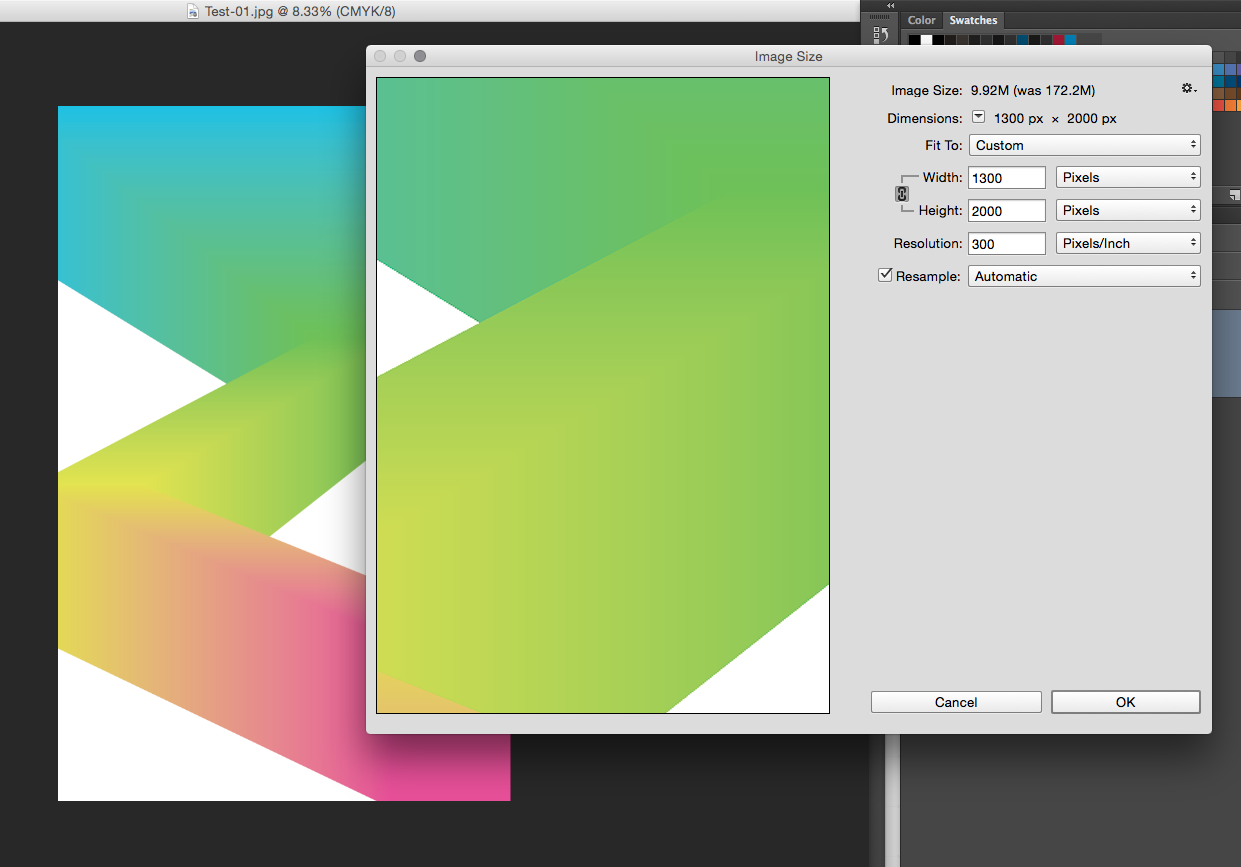 Test-01.jpg @ 8.33% (CMYK/8)
Color Swatches
Image Size
Image Size: 9.92M (was 172.2M)
Dimensions: 1300 px × 2000 px
Fit To: Custom
Width: 1300 Pixels
Height: 2000 Pixels
Resolution: 300 Pixels/Inch
Resample: Automatic
Cancel OK